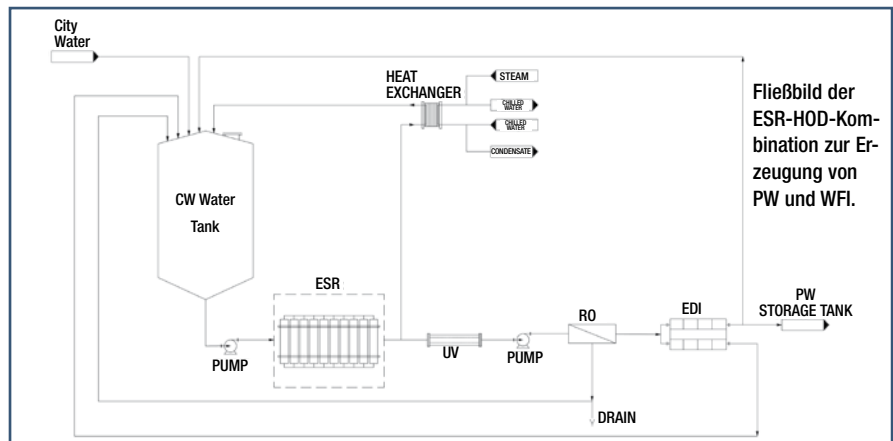 City
Water
HEAT
EXCHANGER
STEAM
CHILLED
WATER
CHILLED
WATER
CONDENSATE
Fließbild der
ESR-HOD-Kom-
bination zur Er-
zeugung von
PW und WFI.
CW Water
Tank
ESR
PUMP
UV
PUMP
RO
EDI
PW
STORAGE TANK
DRAIN